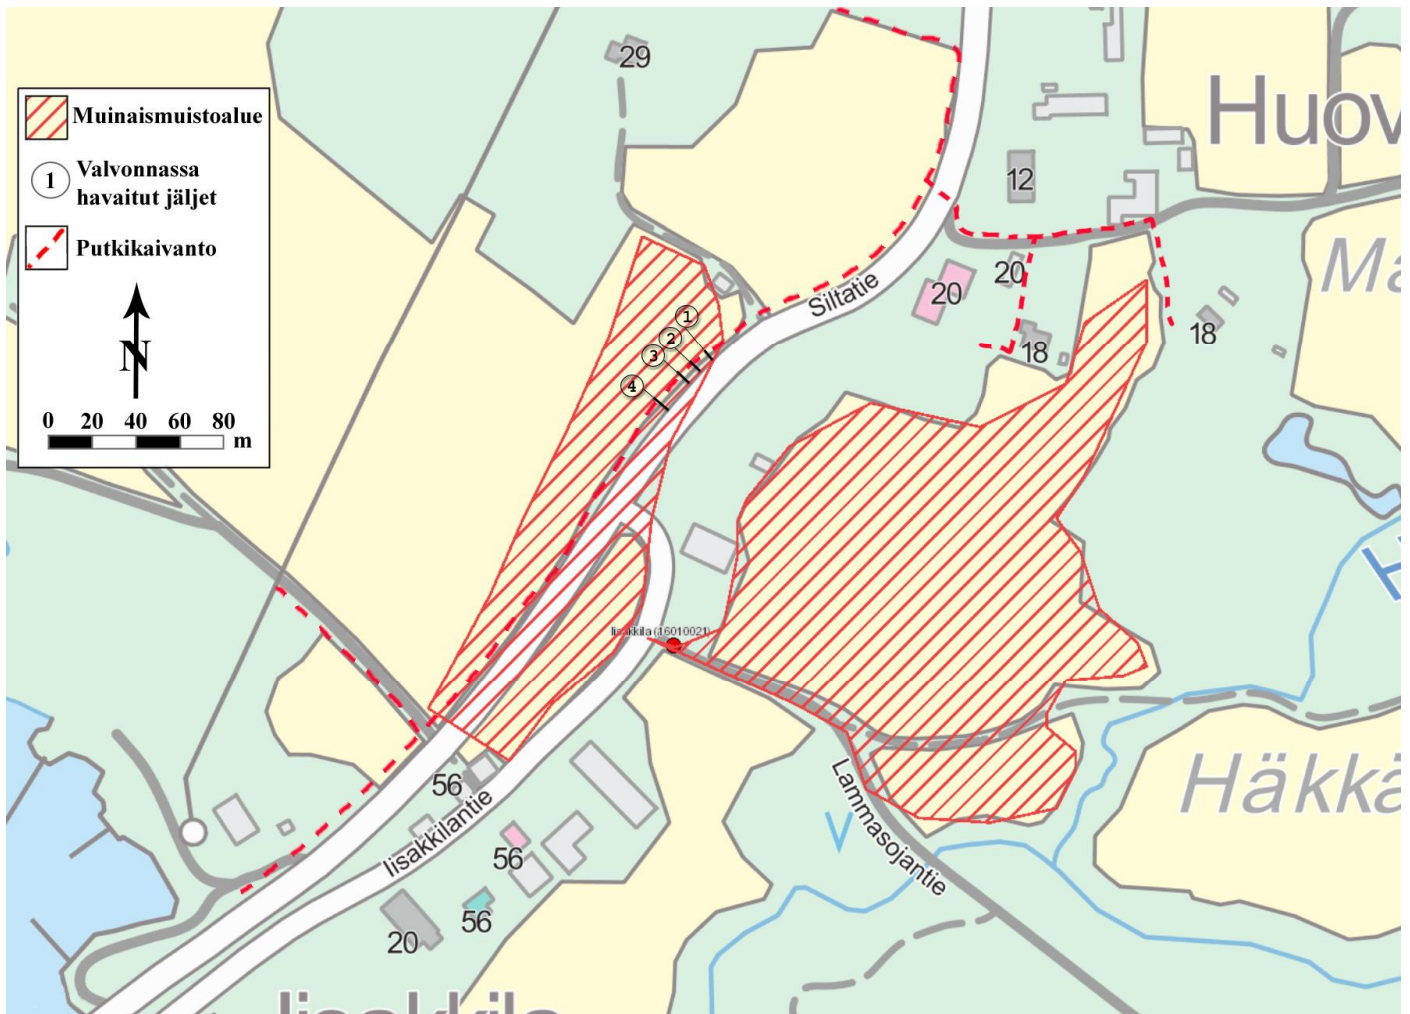 Muinaismuistoalue
1 Valvonnassa
havaitut jäljet
Putkikaivanto
N
0 20 40 60 80
m
29
12
Huov
Ma
20
20
18
18
Siltatie
1
2
3
4
Iisakkila (16010021)
H
Häkkä
Lammasojantie
V
56
Iisakkilantie
56
56
20
Iisakkila